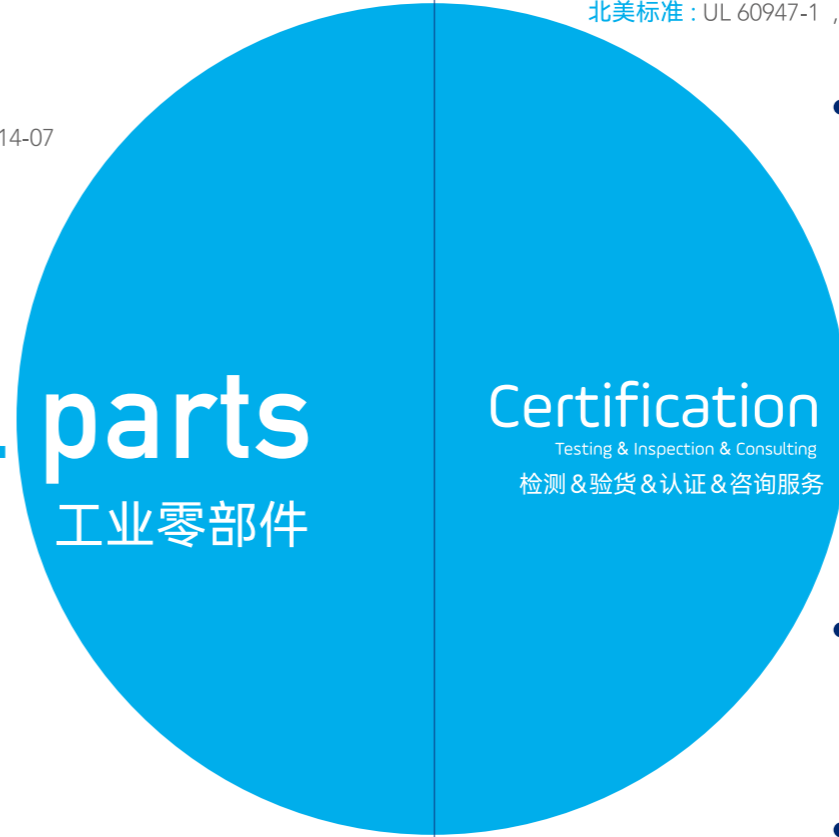 北美标准 : UL 60947-1 ,
14-07
parts
工业零部件
Certification
Testing & Inspection & Consulting
检测&验货&认证&咨询服务